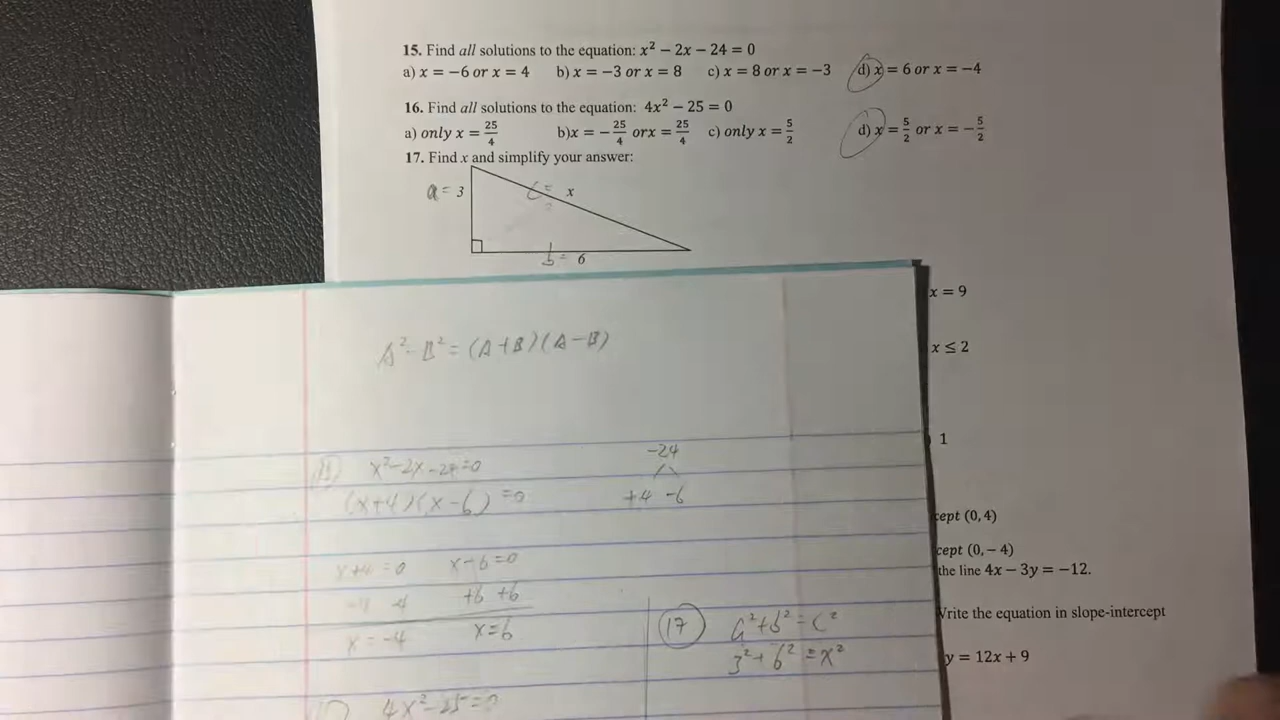 15. Find all solutions to the equation: x² − 2x − 24 = 0
a) x = −6 or x = 4 b) x = −3 or x = 8 c) x = 8 or x = −3 d) x = 6 or x = −4
16. Find all solutions to the equation: 4x² − 25 = 0
a) only x = 25/4 b)x = − 25/4 orx = 25/4 c) only x = 5/2 d) x = 5/2 or x = − 5/2
17. Find x and simplify your answer:
a = 3
c = x
b = 6
x = 9
x ≤ 2
1
cept (0, 4)
cept (0, − 4)
the line 4x − 3y = −12.
Write the equation in slope-intercept
y = 12x + 9
A² − B² = (A+B)(A−B)
x²−2x−24=0
−24
(x+4)(x−6) =0
+4 −6
x+4 =0 x−6=0
−4 −4 +6 +6
x = −4 x=6
17 a²+b²=c²
3²+6²=x²
4x²−25=0